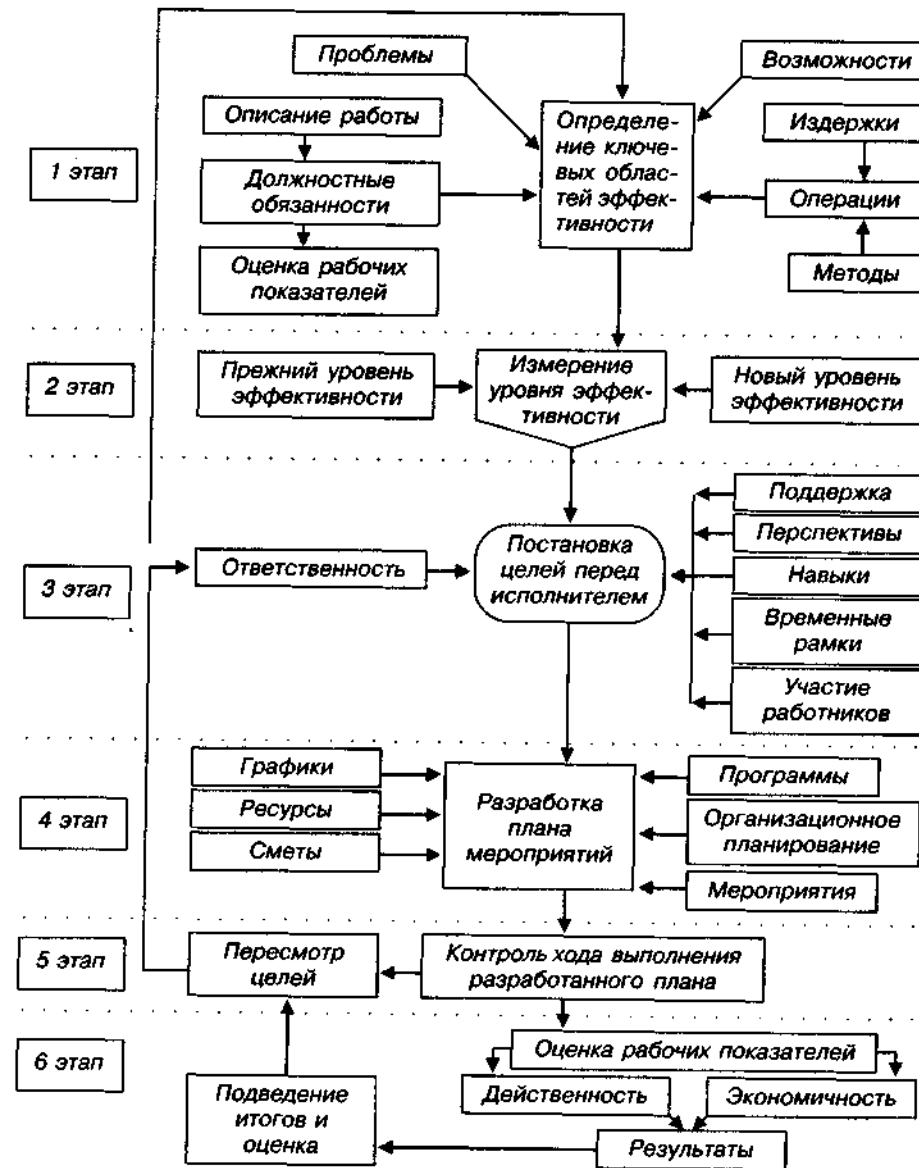 Проблемы
Возможности
Описание работы
Определе-
ние ключе-
вых облас-
тей эффек-
тивности
Издержки
1 этап
Должностные
обязанности
Операции
Оценка рабочих
показателей
Методы
2 этап
Прежний уровень
эффективности
Измерение
уровня эффек-
тивности
Новый уровень
эффективности
3 этап
Ответственность
Постановка
целей перед
исполнителем
Поддержка
Перспективы
Навыки
Временные
рамки
Участие
работников
4 этап
Графики
Ресурсы
Сметы
Разработка
плана
мероприятий
Программы
Организационное
планирование
Мероприятия
5 этап
Пересмотр
целей
Контроль хода выполнения
разработанного плана
6 этап
Оценка рабочих показателей
Действенность
Экономичность
Подведение
итогов и
оценка
Результаты